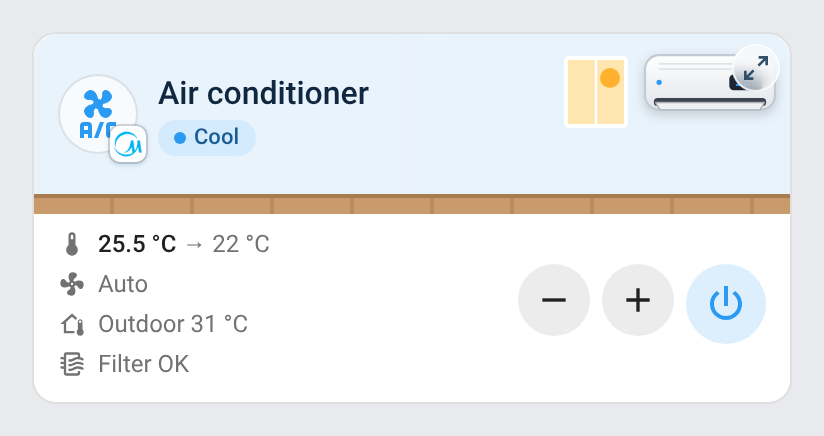 Air conditioner
A/C
Cool
25.5 °C → 22 °C
Auto
Outdoor 31 °C
Filter OK